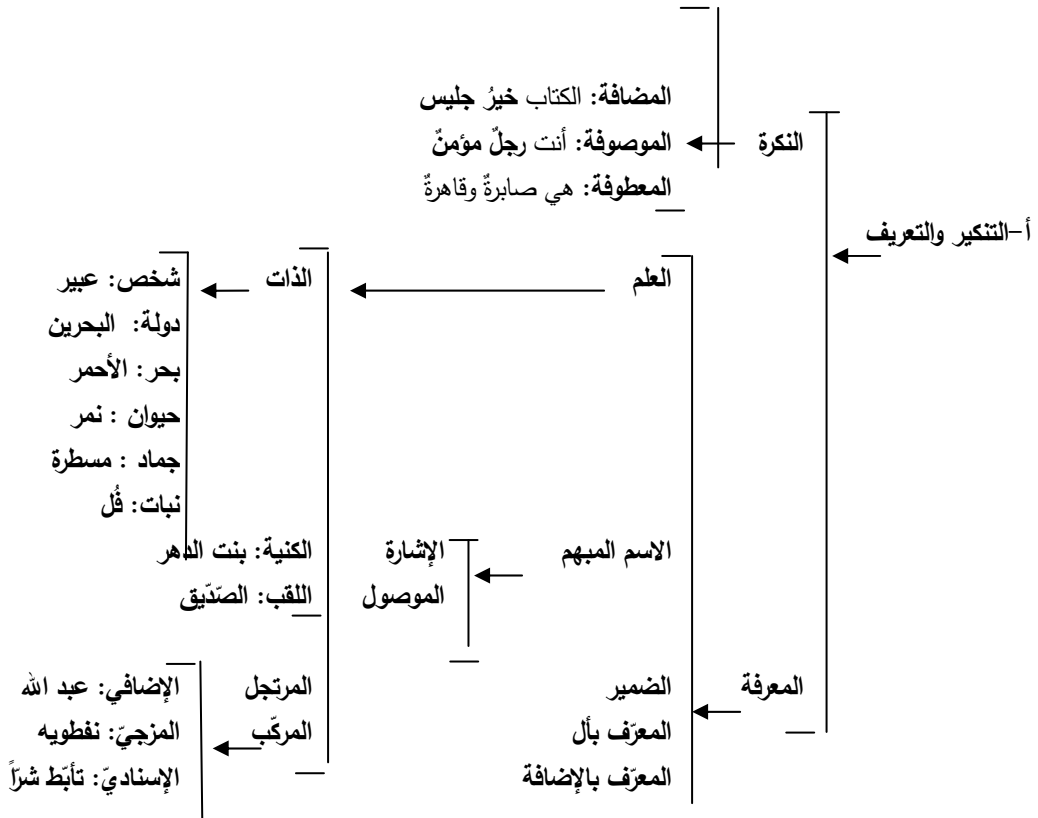 المضافة: الكتاب خيرُ جليس
النكرة الموصوفة: أنت رجلٌ مؤمنٌ
المعطوفة: هي صابرةٌ وقاهرةٌ
أ-التنكير والتعريف
العلم الذات شخص: عبير
دولة: البحرين
بحر: الأحمر
حيوان : نمر
جماد : مسطرة
نبات: فُل
الاسم المبهم الإشارة الكنية: بنت الدهر
الموصول اللقب: الصّدّيق
المعرفة الضمير المرتجل الإضافي: عبد الله
المعرّف بأل المركّب المزجيّ: نفطويه
المعرّف بالإضافة الإسناديّ: تأبّط شرّاً